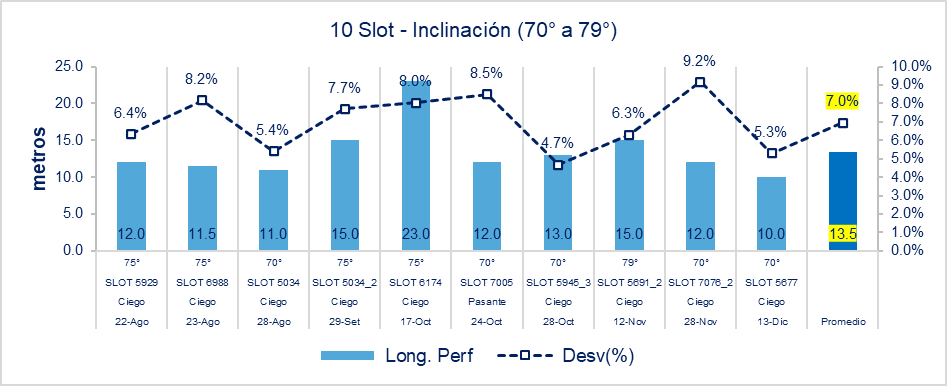 10 Slot - Inclinación (70° a 79°)
metros
25.0
20.0
15.0
10.0
5.0
0.0
10.0%
9.0%
8.0%
7.0%
6.0%
5.0%
4.0%
3.0%
2.0%
1.0%
0.0%
6.4% 8.2% 5.4% 7.7% 8.0% 8.5% 4.7% 6.3% 9.2% 5.3% 7.0%
12.0 11.5 11.0 15.0 23.0 12.0 13.0 15.0 12.0 10.0 13.5
75° 75° 70° 75° 75° 70° 70° 79° 70° 70°
SLOT 5929 SLOT 6988 SLOT 5034 SLOT 5034_2 SLOT 6174 SLOT 7005 SLOT 5945_3 SLOT 5691_2 SLOT 7076_2 SLOT 5677
Ciego Ciego Ciego Ciego Ciego Pasante Ciego Ciego Ciego Ciego
22-Ago 23-Ago 28-Ago 29-Set 17-Oct 24-Oct 28-Oct 12-Nov 28-Nov 13-Dic Promedio
Long. Perf Desv(%)